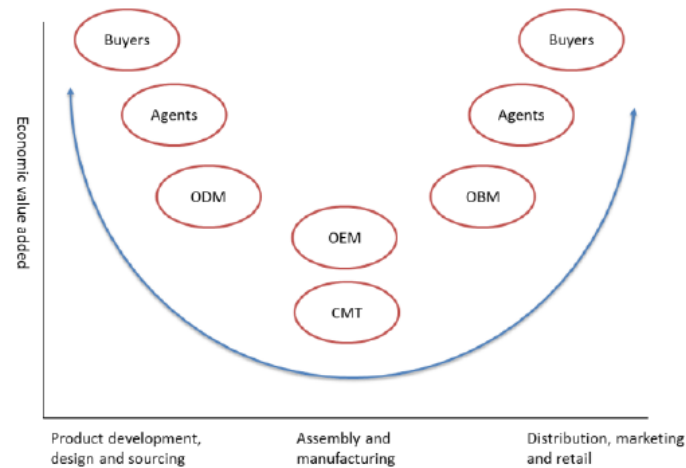 Buyers
Buyers
Agents
Agents
ODM
OBM
OEM
CMT
Economic value added
Product development,
design and sourcing
Assembly and
manufacturing
Distribution, marketing
and retail